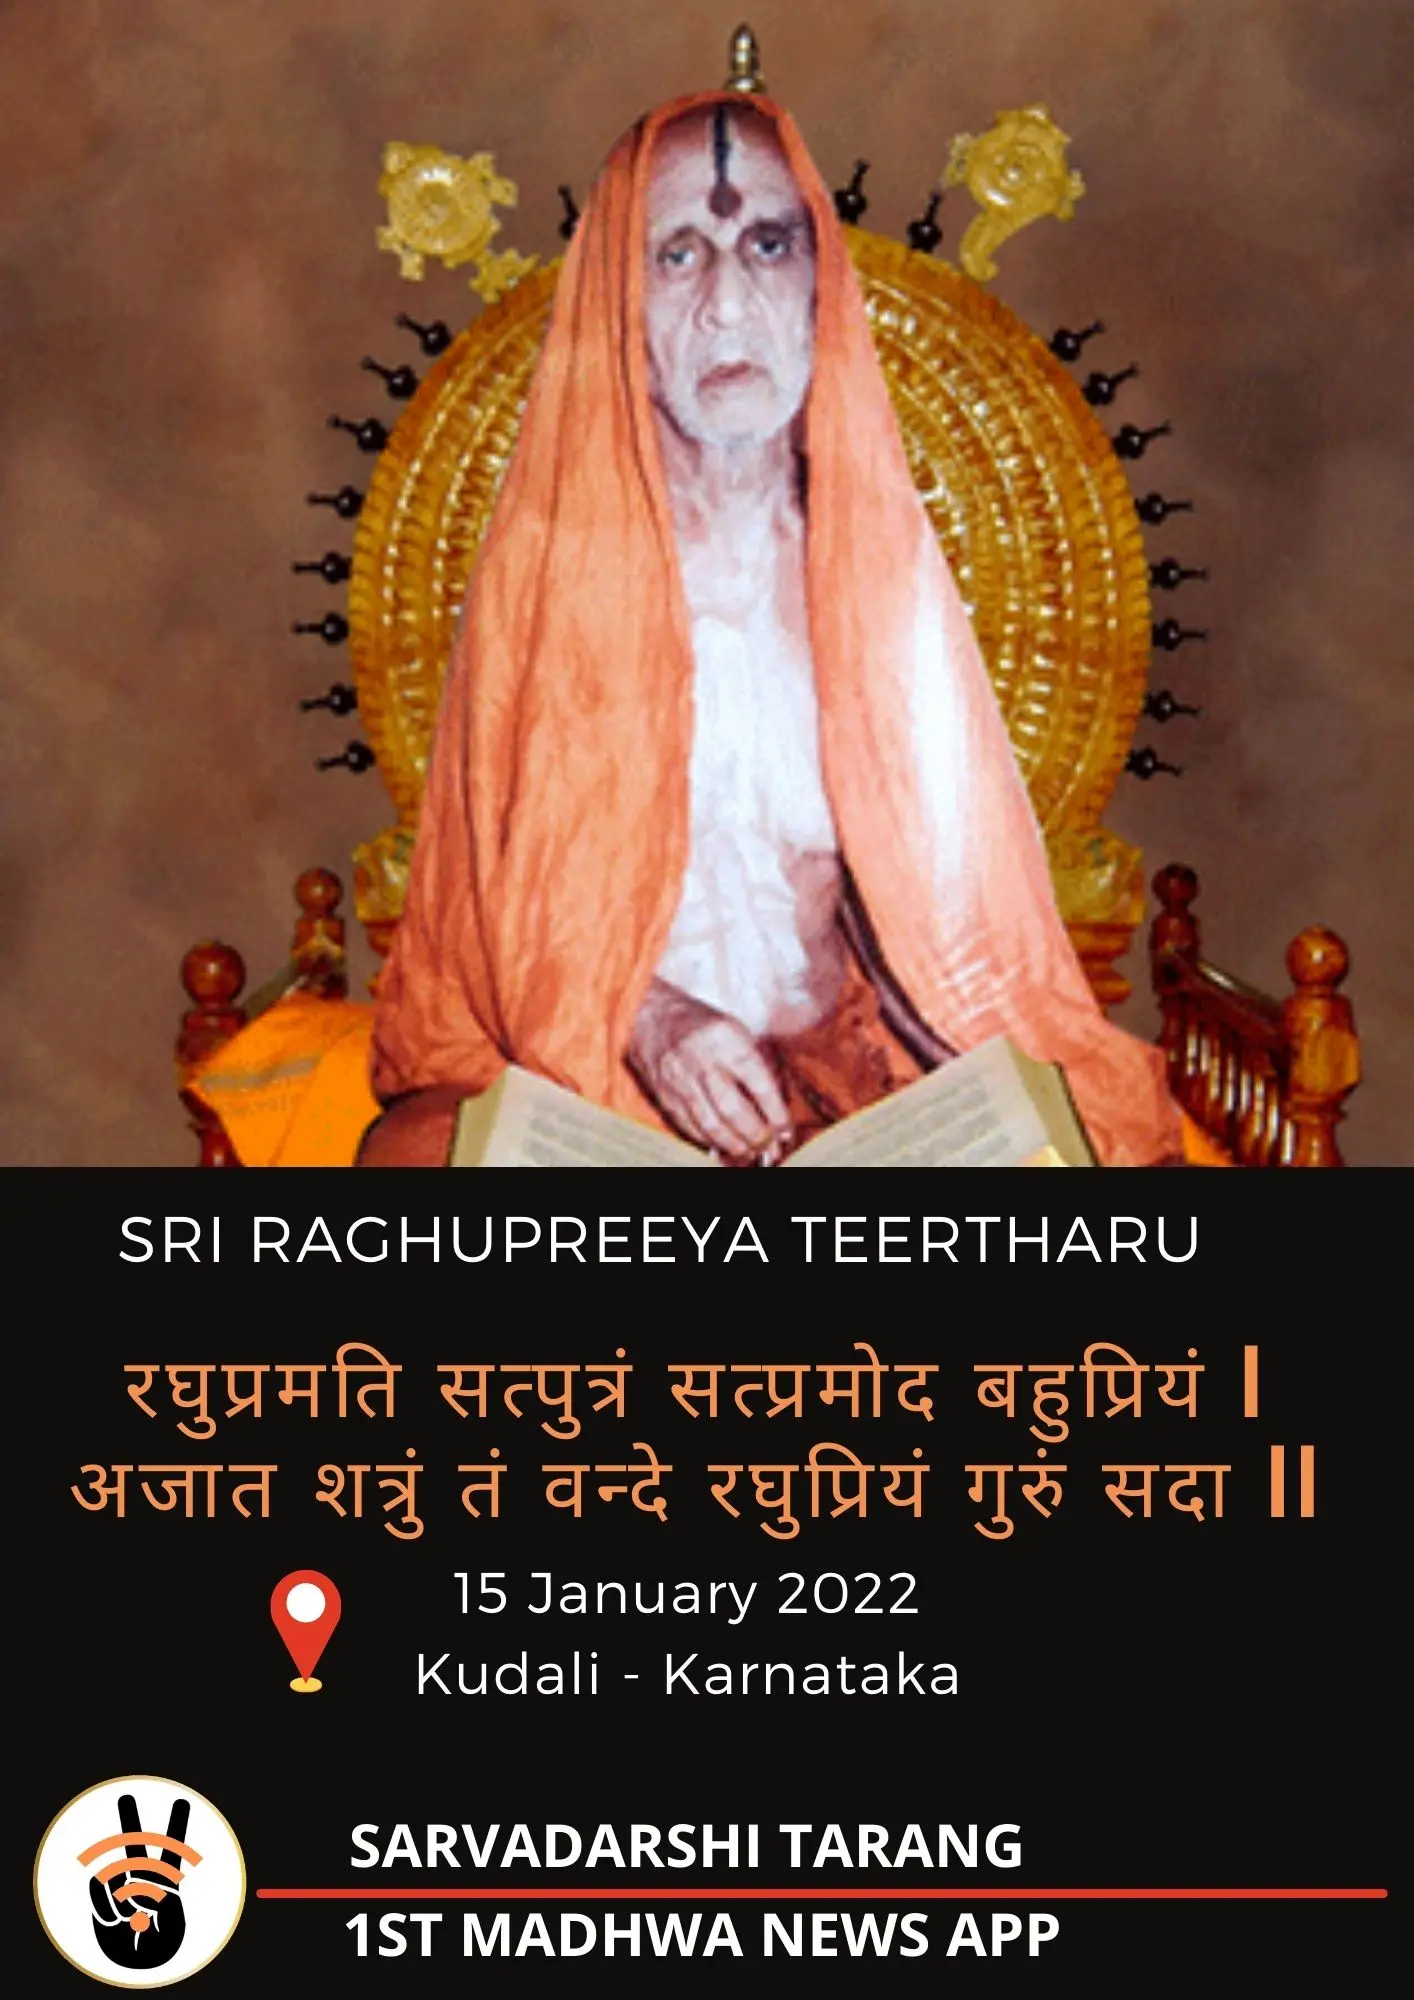 SRI RAGHUPREEYA TEERTHARU
रघुप्रमति सत्पुत्रं सत्प्रमोद बहुप्रियं |
अजात शत्रुं तं वन्दे रघुप्रियं गुरुं सदा ||
15 January 2022
Kudali - Karnataka
SARVADARSHI TARANG
1ST MADHWA NEWS APP